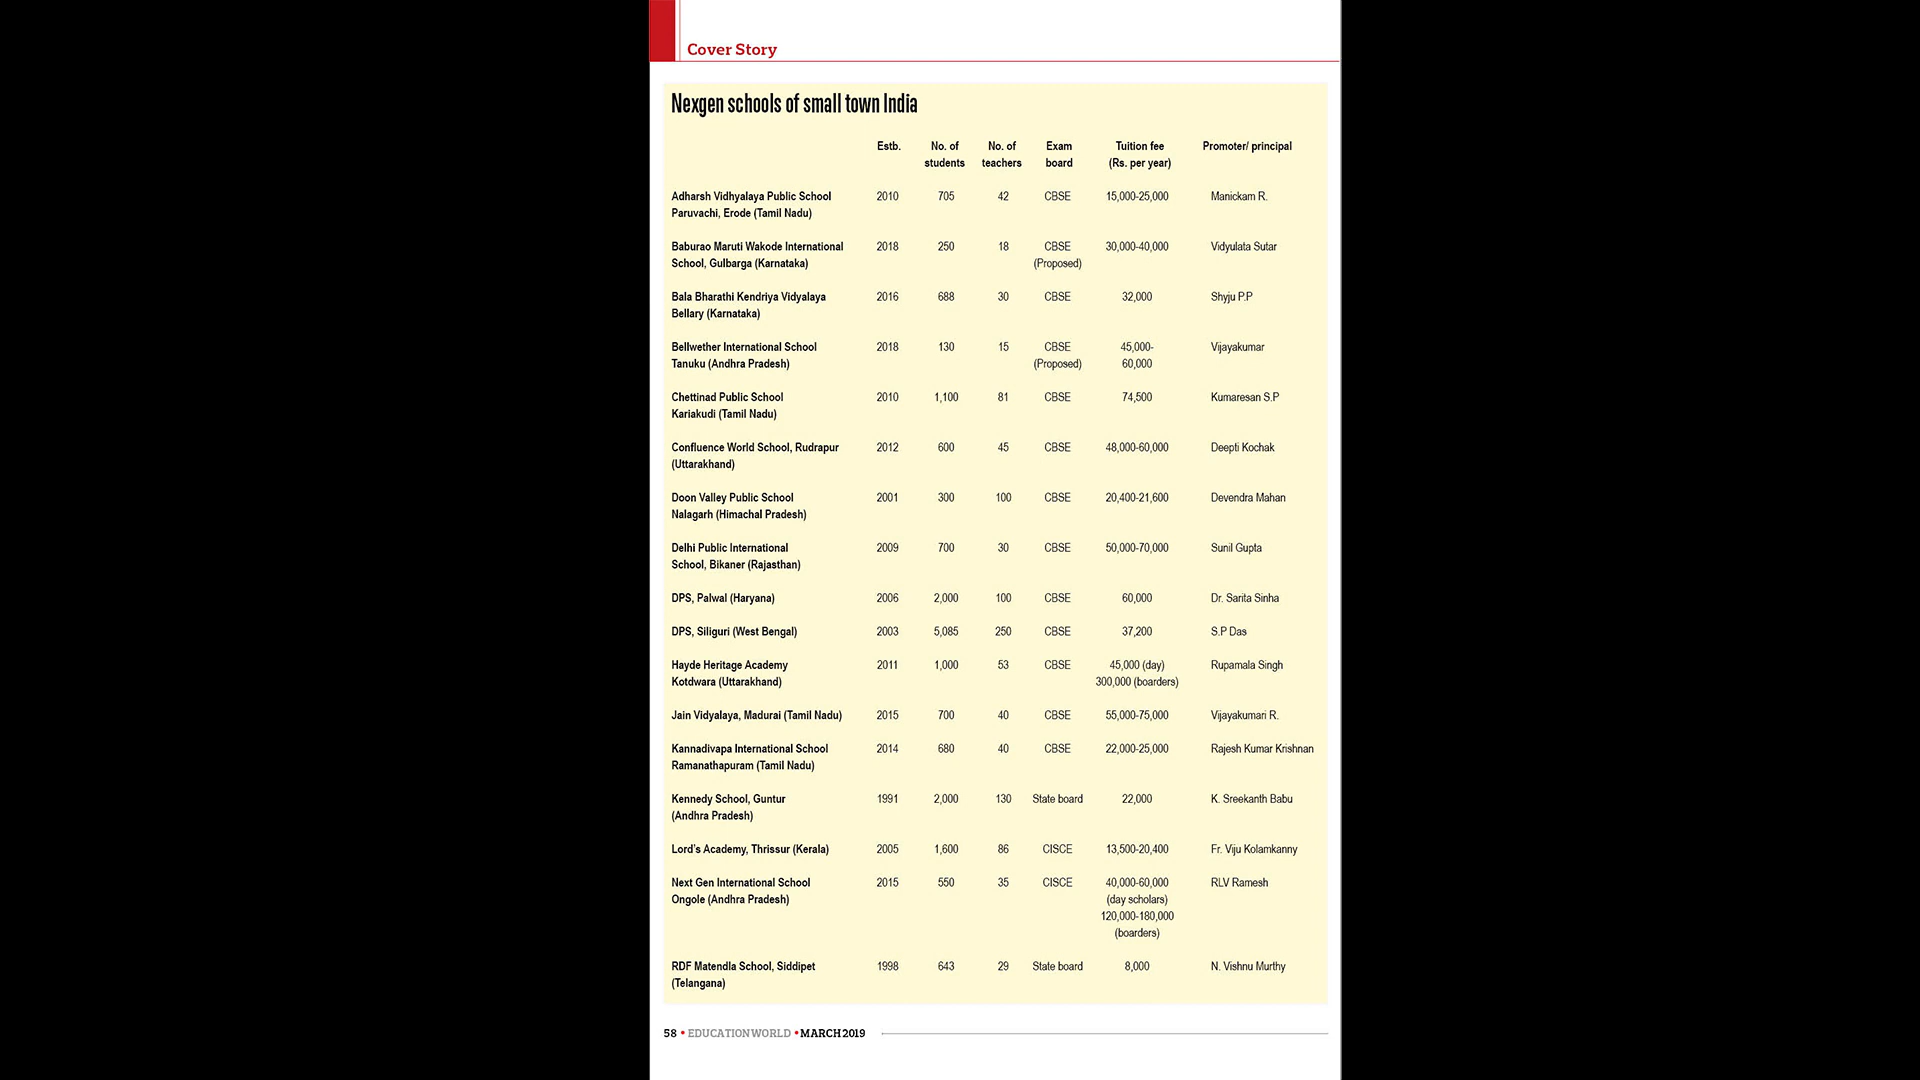 Cover Story
Nexgen schools of small town India
Estb. No. of students No. of teachers Exam board Tuition fee (Rs. per year) Promoter/ principal
Adharsh Vidhyalaya Public School 2010 705 42 CBSE 15,000-25,000 Manickam R.
Paruvachi, Erode (Tamil Nadu)
Baburao Maruti Wakode International 2018 250 18 CBSE 30,000-40,000 Vidyulata Sutar
School, Gulbarga (Karnataka) (Proposed)
Bala Bharathi Kendriya Vidyalaya 2016 688 30 CBSE 32,000 Shyju P.P
Bellary (Karnataka)
Bellwether International School 2018 130 15 CBSE 45,000- Vijayakumar
Tanuku (Andhra Pradesh) (Proposed) 60,000
Chettinad Public School 2010 1,100 81 CBSE 74,500 Kumaresan S.P
Kariakudi (Tamil Nadu)
Confluence World School, Rudrapur 2012 600 45 CBSE 48,000-60,000 Deepti Kochak
(Uttarakhand)
Doon Valley Public School 2001 300 100 CBSE 20,400-21,600 Devendra Mahan
Nalagarh (Himachal Pradesh)
Delhi Public International 2009 700 30 CBSE 50,000-70,000 Sunil Gupta
School, Bikaner (Rajasthan)
DPS, Palwal (Haryana) 2006 2,000 100 CBSE 60,000 Dr. Sarita Sinha
DPS, Siliguri (West Bengal) 2003 5,085 250 CBSE 37,200 S.P Das
Hayde Heritage Academy 2011 1,000 53 CBSE 45,000 (day) Rupamala Singh
Kotdwara (Uttarakhand) 300,000 (boarders)
Jain Vidyalaya, Madurai (Tamil Nadu) 2015 700 40 CBSE 55,000-75,000 Vijayakumari R.
Kannadivapa International School 2014 680 40 CBSE 22,000-25,000 Rajesh Kumar Krishnan
Ramanathapuram (Tamil Nadu)
Kennedy School, Guntur 1991 2,000 130 State board 22,000 K. Sreekanth Babu
(Andhra Pradesh)
Lord's Academy, Thrissur (Kerala) 2005 1,600 86 CISCE 13,500-20,400 Fr. Viju Kolamkanny
Next Gen International School 2015 550 35 CISCE 40,000-60,000 RLV Ramesh
Ongole (Andhra Pradesh) (day scholars)
120,000-180,000
(boarders)
RDF Matendla School, Siddipet 1998 643 29 State board 8,000 N. Vishnu Murthy
(Telangana)
58 • EDUCATIONWORLD • MARCH 2019